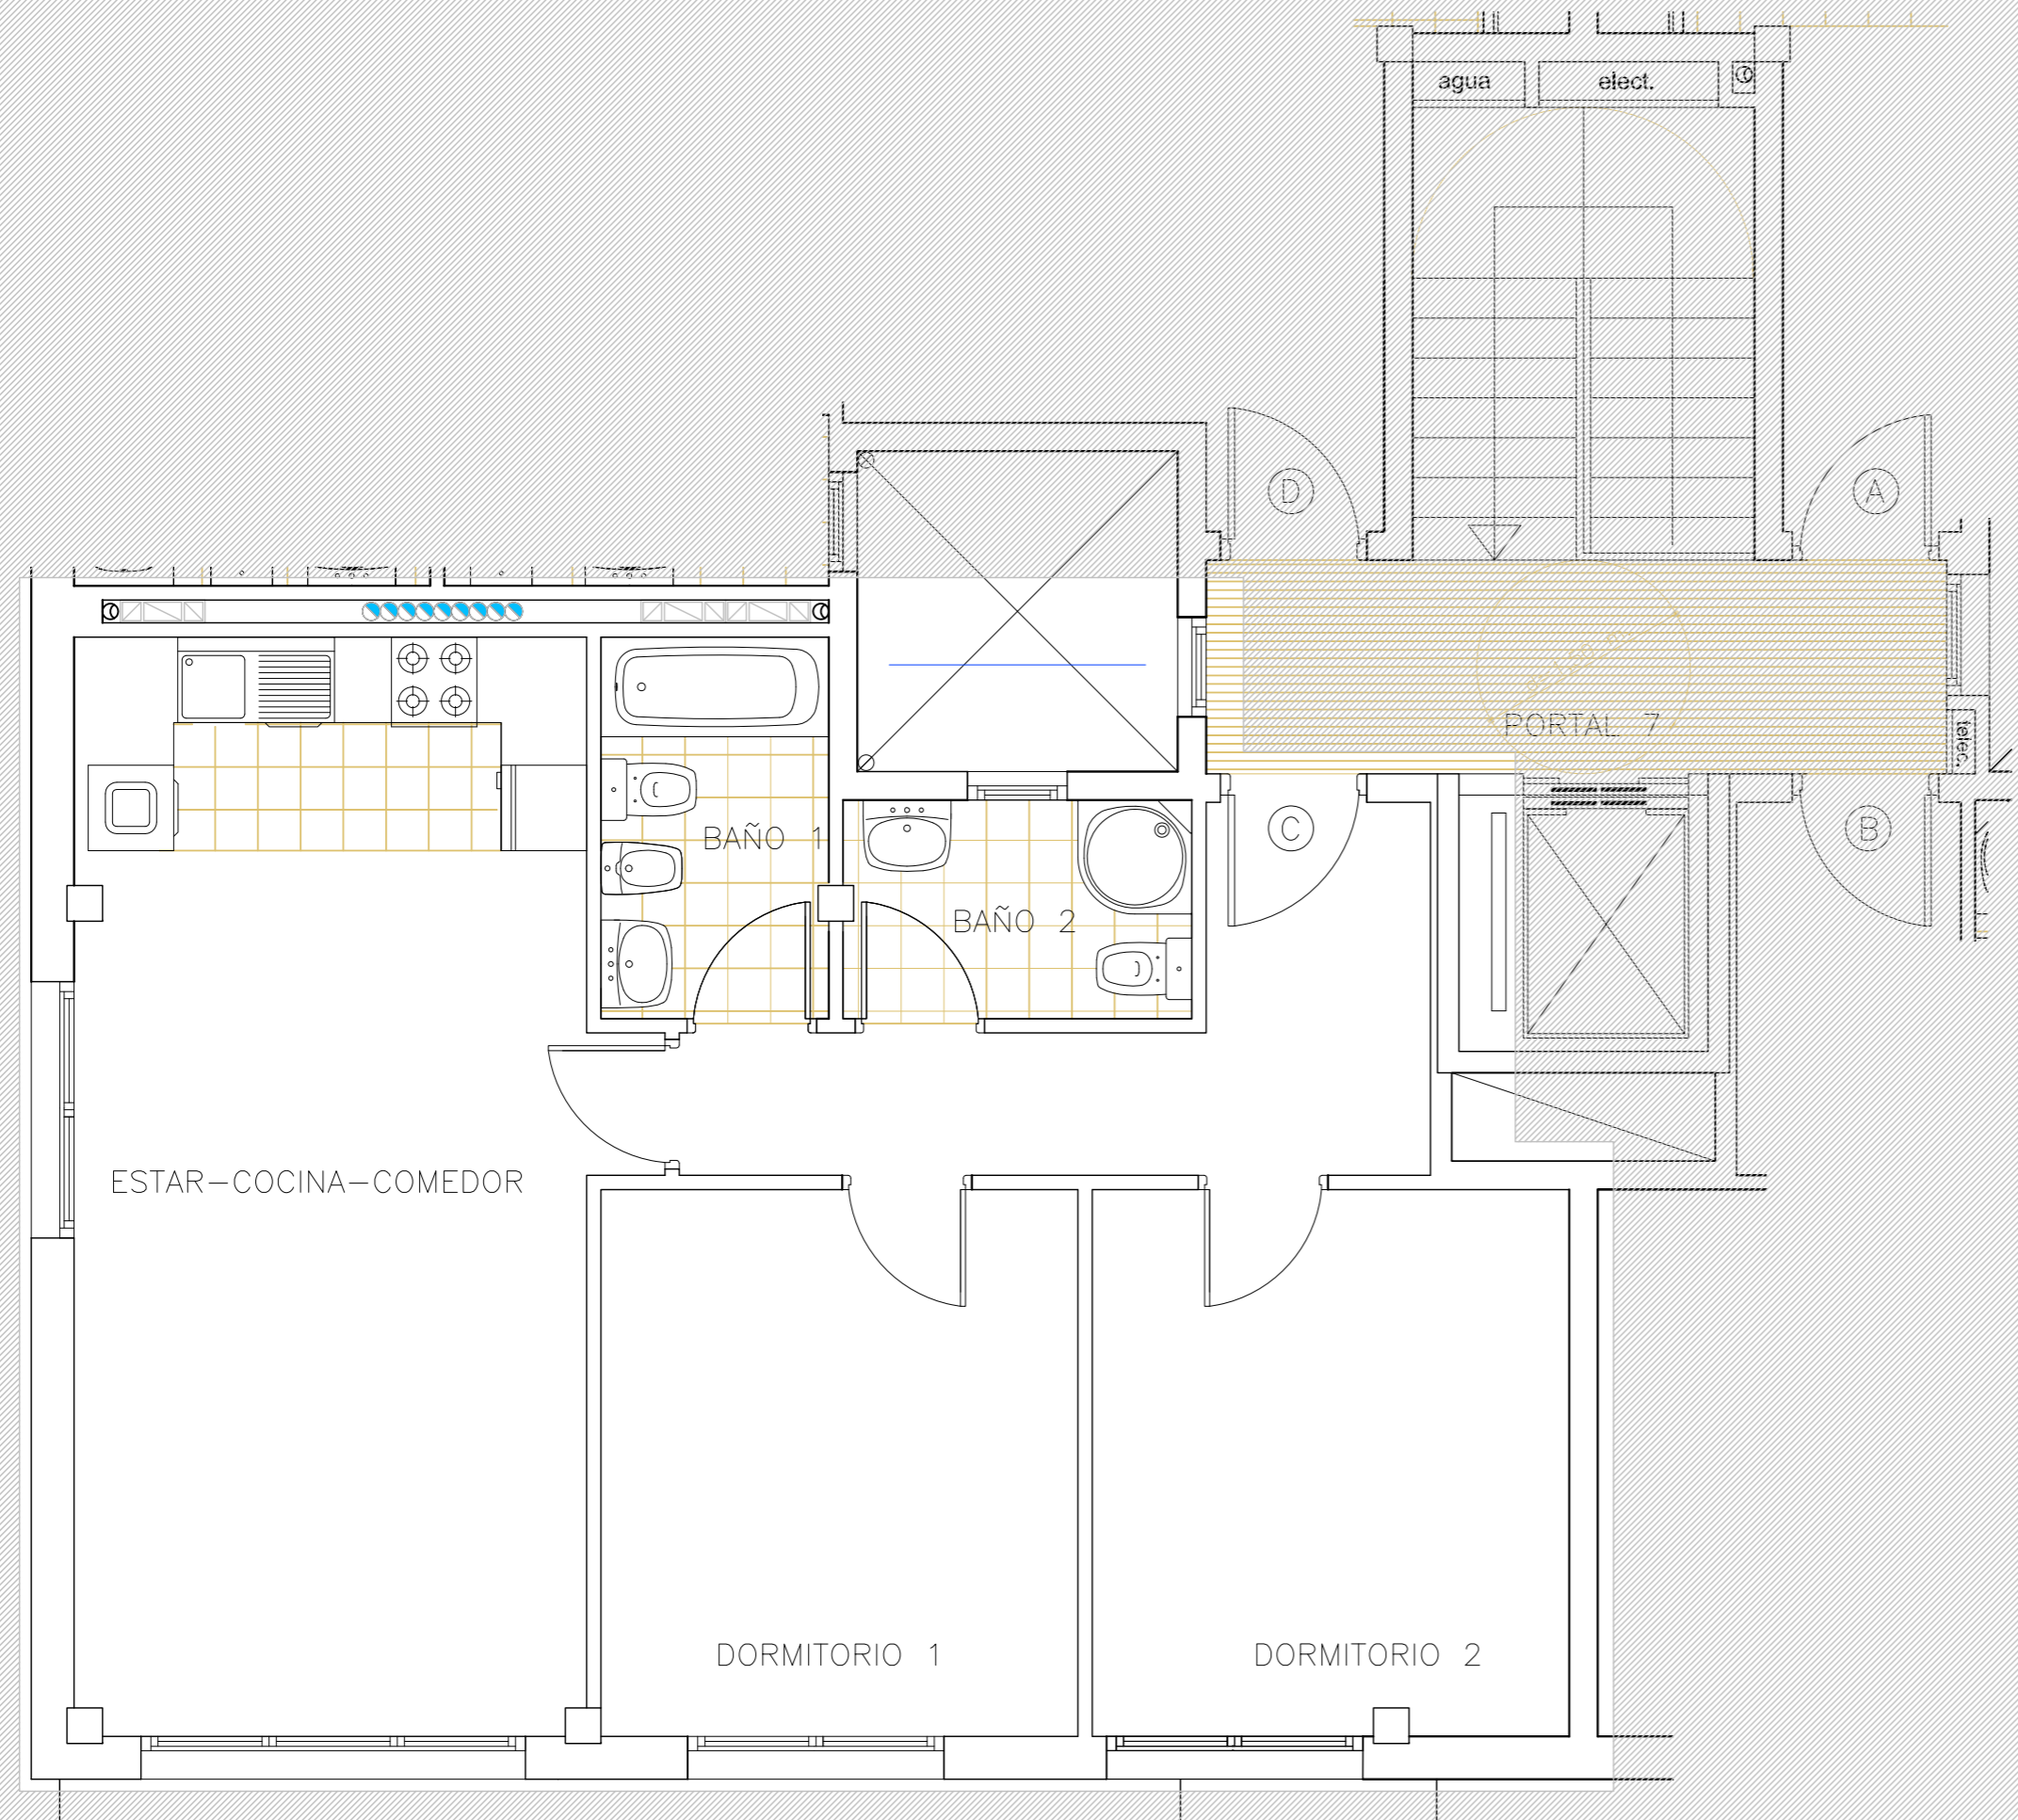 agua elect.
D A
PORTAL 7
telec.
C B
BAÑO 1
BAÑO 2
ESTAR-COCINA-COMEDOR
DORMITORIO 1 DORMITORIO 2